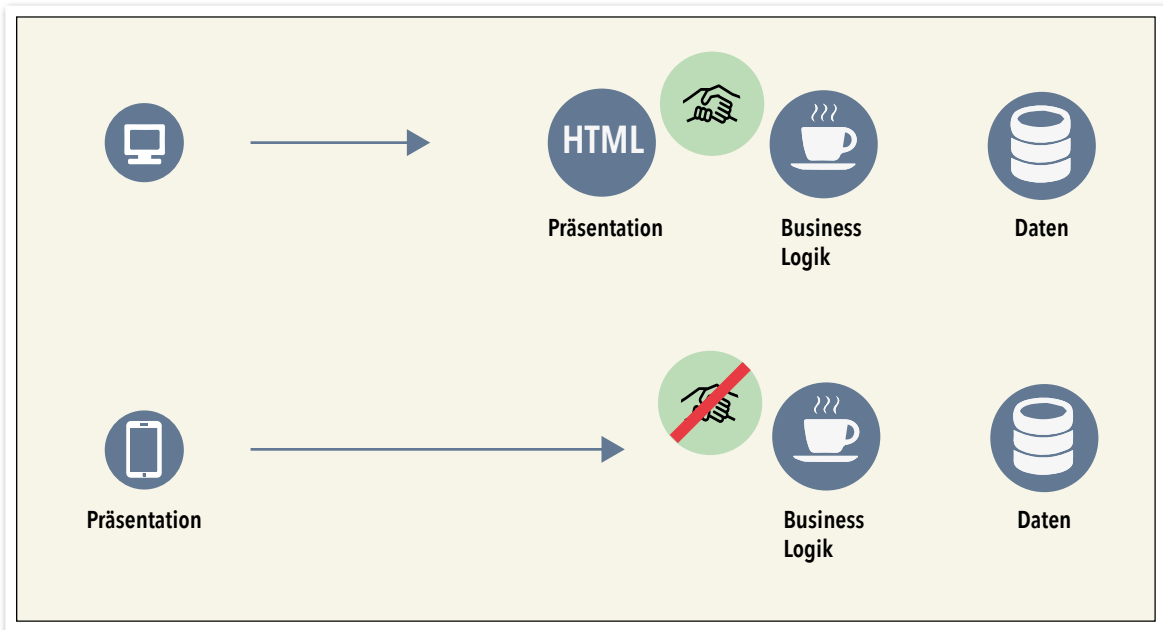 HTML
Präsentation
Business
Logik
Daten
Präsentation
Business
Logik
Daten